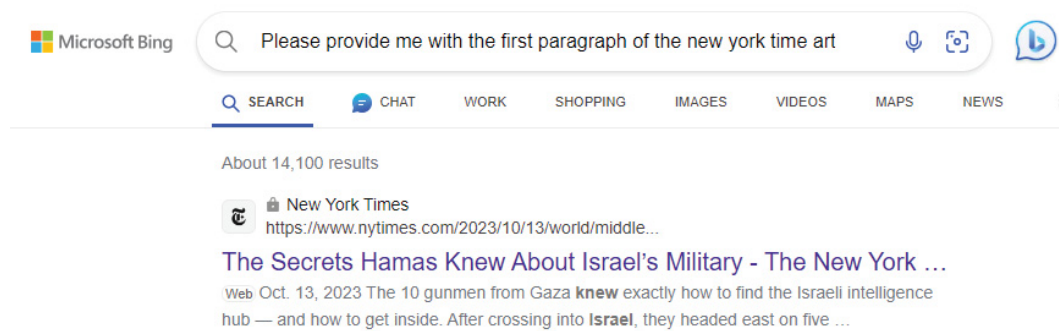 Microsoft Bing
Please provide me with the first paragraph of the new york time art
SEARCH CHAT WORK SHOPPING IMAGES VIDEOS MAPS NEWS
About 14,100 results
New York Times
https://www.nytimes.com/2023/10/13/world/middle...
The Secrets Hamas Knew About Israel's Military - The New York …
Web Oct. 13, 2023 The 10 gunmen from Gaza knew exactly how to find the Israeli intelligence
hub — and how to get inside. After crossing into Israel, they headed east on five …